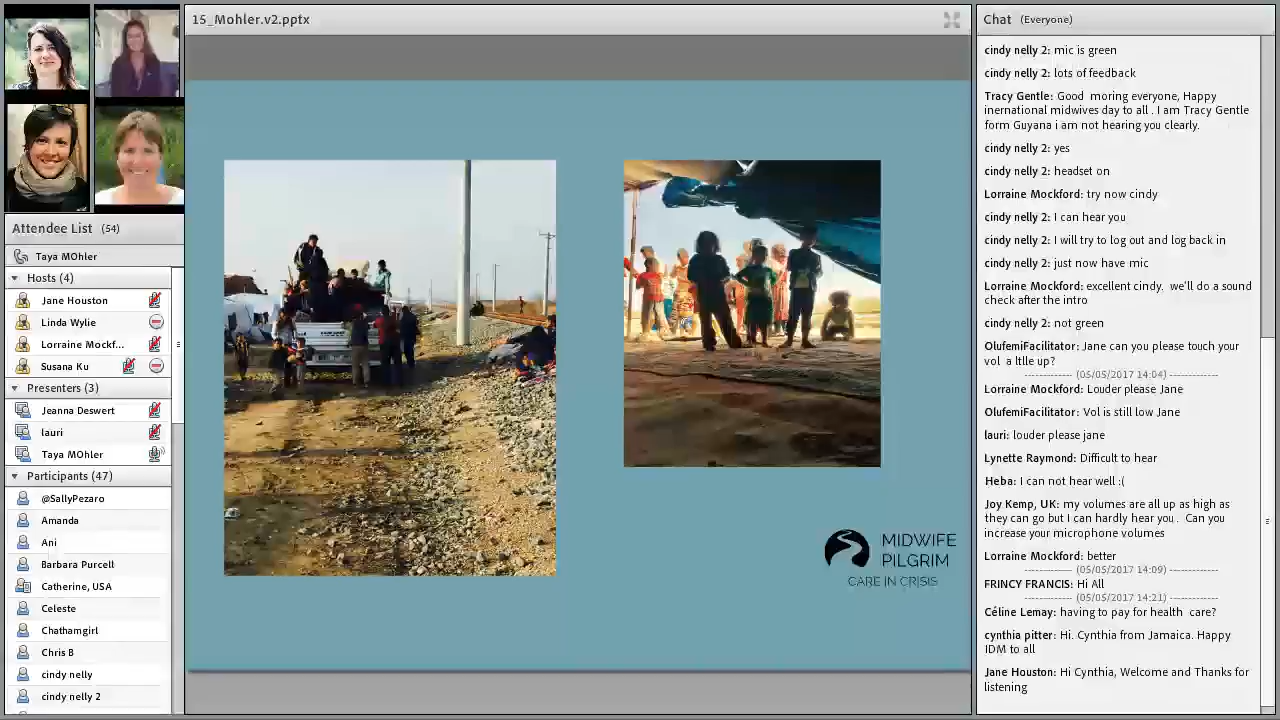 15_Mohler.v2.pptx
Attendee List (54)
Taya MOhler
Hosts (4)
Jane Houston
Linda Wylie
Lorraine Mockf...
Susana Ku
Presenters (3)
Jeanna Deswert
lauri
Taya MOhler
Participants (47)
@SallyPezaro
Amanda
Ani
Barbara Purcell
Catherine, USA
Celeste
Chathamgirl
Chris B
cindy nelly
cindy nelly 2
MIDWIFE
PILGRIM
CARE IN CRISIS
Chat (Everyone)
cindy nelly 2: mic is green
cindy nelly 2: lots of feedback
Tracy Gentle: Good moring everyone, Happy
inernational midwives day to all . I am Tracy Gentle
form Guyana i am not hearing you clearly.
cindy nelly 2: yes
cindy nelly 2: headset on
Lorraine Mockford: try now cindy
cindy nelly 2: I can hear you
cindy nelly 2: I will try to log out and log back in
cindy nelly 2: just now have mic
Lorraine Mockford: excellent cindy. we'll do a sound
check after the intro
cindy nelly 2: not green
OlufemiFacilitator: Jane can you please touch your
vol a ltlle up?
------------- (05/05/2017 14:04) -------------
Lorraine Mockford: Louder please Jane
OlufemiFacilitator: Vol is still low Jane
lauri: louder please jane
Lynette Raymond: Difficult to hear
Heba: I can not hear well :(
Joy Kemp, UK: my volumes are all up as high as
they can go but I can hardly hear you . Can you
increase your microphone volumes
Lorraine Mockford: better
------------- (05/05/2017 14:09) -------------
FRINCY FRANCIS: Hi All
------------- (05/05/2017 14:21) -------------
Céline Lemay: having to pay for health care?
cynthia pitter: Hi. Cynthia from Jamaica. Happy
IDM to all
Jane Houston: Hi Cynthia, Welcome and Thanks for
listening